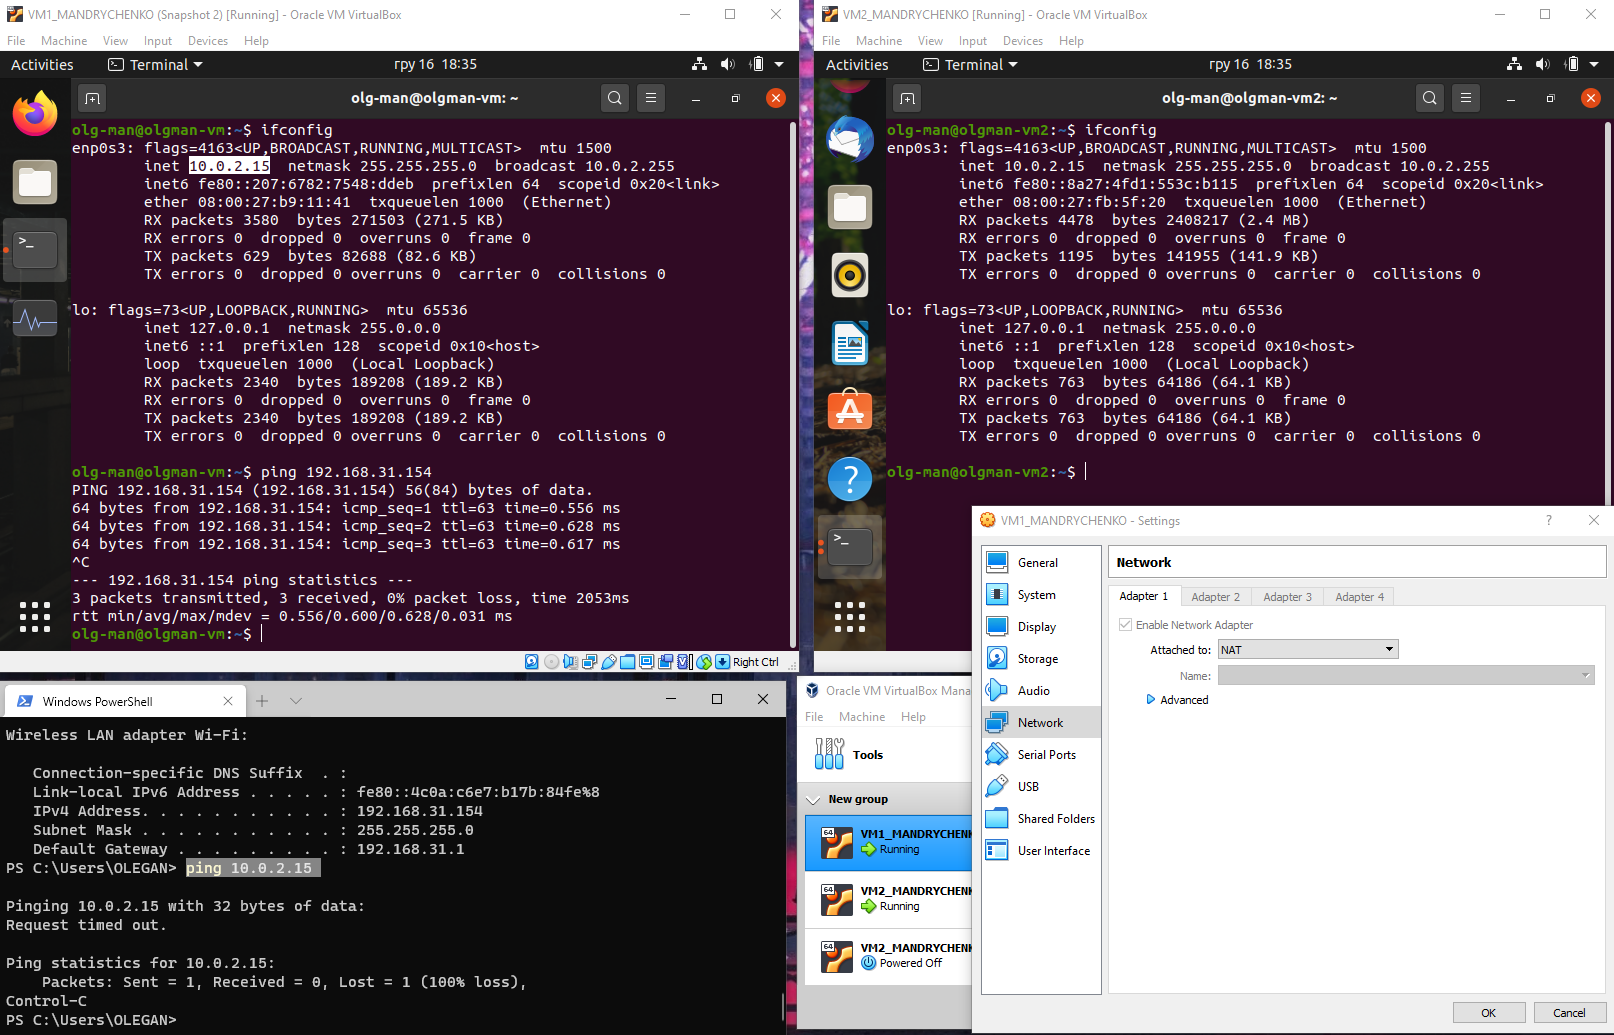 VM1_MANDRYCHENKO (Snapshot 2) [Running] - Oracle VM VirtualBox
File Machine View Input Devices Help
Activities Terminal гру 16 18:35
olg-man@olgman-vm: ~
olg-man@olgman-vm:~$ ifconfig
enp0s3: flags=4163<UP,BROADCAST,RUNNING,MULTICAST>  mtu 1500
        inet 10.0.2.15  netmask 255.255.255.0  broadcast 10.0.2.255
        inet6 fe80::207:6782:7548:ddeb  prefixlen 64  scopeid 0x20<link>
        ether 08:00:27:b9:11:41  txqueuelen 1000  (Ethernet)
        RX packets 3580  bytes 271503 (271.5 KB)
        RX errors 0  dropped 0  overruns 0  frame 0
        TX packets 629  bytes 82688 (82.6 KB)
        TX errors 0  dropped 0 overruns 0  carrier 0  collisions 0
lo: flags=73<UP,LOOPBACK,RUNNING>  mtu 65536
        inet 127.0.0.1  netmask 255.0.0.0
        inet6 ::1  prefixlen 128  scopeid 0x10<host>
        loop  txqueuelen 1000  (Local Loopback)
        RX packets 2340  bytes 189208 (189.2 KB)
        RX errors 0  dropped 0  overruns 0  frame 0
        TX packets 2340  bytes 189208 (189.2 KB)
        TX errors 0  dropped 0 overruns 0  carrier 0  collisions 0
olg-man@olgman-vm:~$ ping 192.168.31.154
PING 192.168.31.154 (192.168.31.154) 56(84) bytes of data.
64 bytes from 192.168.31.154: icmp_seq=1 ttl=63 time=0.556 ms
64 bytes from 192.168.31.154: icmp_seq=2 ttl=63 time=0.628 ms
64 bytes from 192.168.31.154: icmp_seq=3 ttl=63 time=0.617 ms
^C
--- 192.168.31.154 ping statistics ---
3 packets transmitted, 3 received, 0% packet loss, time 2053ms
rtt min/avg/max/mdev = 0.556/0.600/0.628/0.031 ms
olg-man@olgman-vm:~$
Right Ctrl
VM2_MANDRYCHENKO [Running] - Oracle VM VirtualBox
File Machine View Input Devices Help
Activities Terminal гру 16 18:35
olg-man@olgman-vm2: ~
olg-man@olgman-vm2:~$ ifconfig
enp0s3: flags=4163<UP,BROADCAST,RUNNING,MULTICAST>  mtu 1500
        inet 10.0.2.15  netmask 255.255.255.0  broadcast 10.0.2.255
        inet6 fe80::8a27:4fd1:553c:b115  prefixlen 64  scopeid 0x20<link>
        ether 08:00:27:fb:5f:20  txqueuelen 1000  (Ethernet)
        RX packets 4478  bytes 2408217 (2.4 MB)
        RX errors 0  dropped 0  overruns 0  frame 0
        TX packets 1195  bytes 141955 (141.9 KB)
        TX errors 0  dropped 0 overruns 0  carrier 0  collisions 0
lo: flags=73<UP,LOOPBACK,RUNNING>  mtu 65536
        inet 127.0.0.1  netmask 255.0.0.0
        inet6 ::1  prefixlen 128  scopeid 0x10<host>
        loop  txqueuelen 1000  (Local Loopback)
        RX packets 763  bytes 64186 (64.1 KB)
        RX errors 0  dropped 0  overruns 0  frame 0
        TX packets 763  bytes 64186 (64.1 KB)
        TX errors 0  dropped 0 overruns 0  carrier 0  collisions 0
olg-man@olgman-vm2:~$
Windows PowerShell
Wireless LAN adapter Wi-Fi:
   Connection-specific DNS Suffix  . :
   Link-local IPv6 Address . . . . . : fe80::4c0a:c6e7:b17b:84fe%8
   IPv4 Address. . . . . . . . . . . : 192.168.31.154
   Subnet Mask . . . . . . . . . . . : 255.255.255.0
   Default Gateway . . . . . . . . . : 192.168.31.1
PS C:\Users\OLEGAN> ping 10.0.2.15
Pinging 10.0.2.15 with 32 bytes of data:
Request timed out.
Ping statistics for 10.0.2.15:
    Packets: Sent = 1, Received = 0, Lost = 1 (100% loss),
Control-C
PS C:\Users\OLEGAN>
Oracle VM VirtualBox Mana
File Machine Help
Tools
New group
64
VM1_MANDRYCHENK
Running
64
VM2_MANDRYCHENK
Running
64
VM2_MANDRYCHENK
Powered Off
VM1_MANDRYCHENKO - Settings
General
System
Display
Storage
Audio
Network
Serial Ports
USB
Shared Folders
User Interface
Network
Adapter 1 Adapter 2 Adapter 3 Adapter 4
Enable Network Adapter
Attached to: NAT
Name:
Advanced
OK Cancel